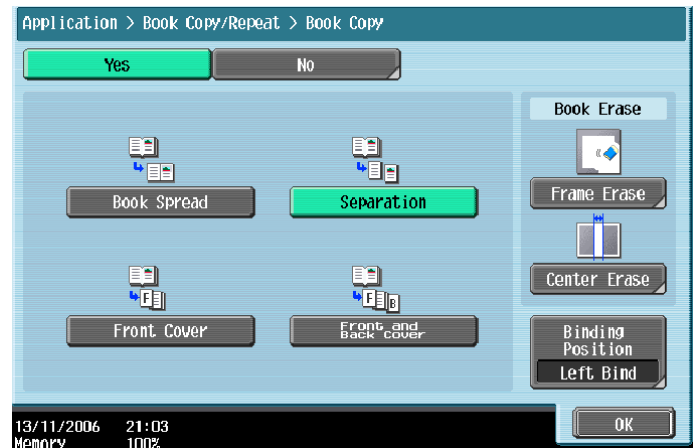 Application > Book Copy/Repeat > Book Copy
Yes
No
Book Erase
Book Spread
Separation
Frame Erase
Center Erase
F
F B
Front Cover
Front and
Back cover
Binding
Position
Left Bind
13/11/2006 21:03
Memory 100%
OK